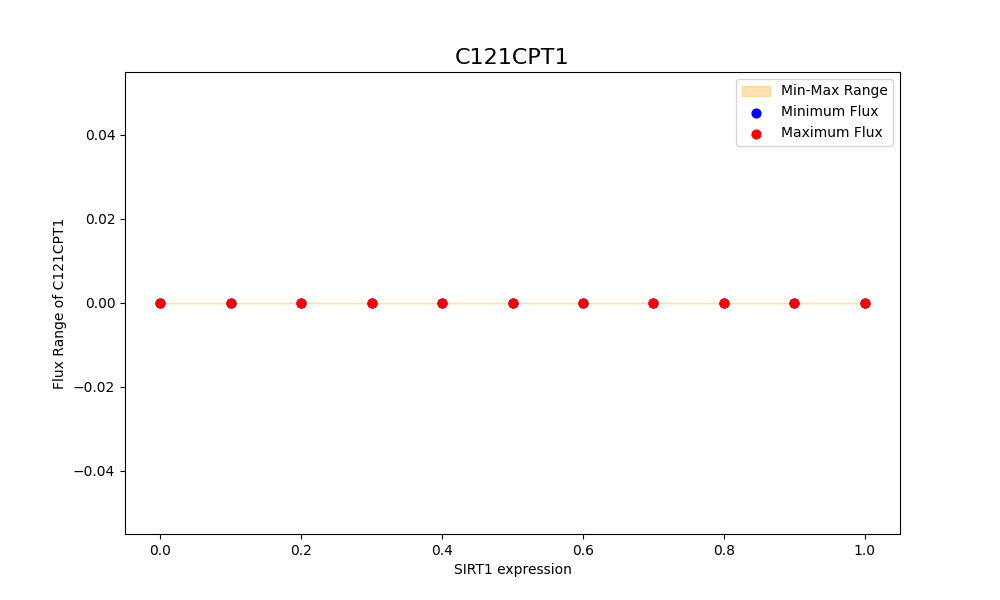 C121CPT1
Min-Max Range
Minimum Flux
Maximum Flux
Flux Range of C121CPT1
0.04
0.02
0.00
−0.02
−0.04
0.0 0.2 0.4 0.6 0.8 1.0
SIRT1 expression